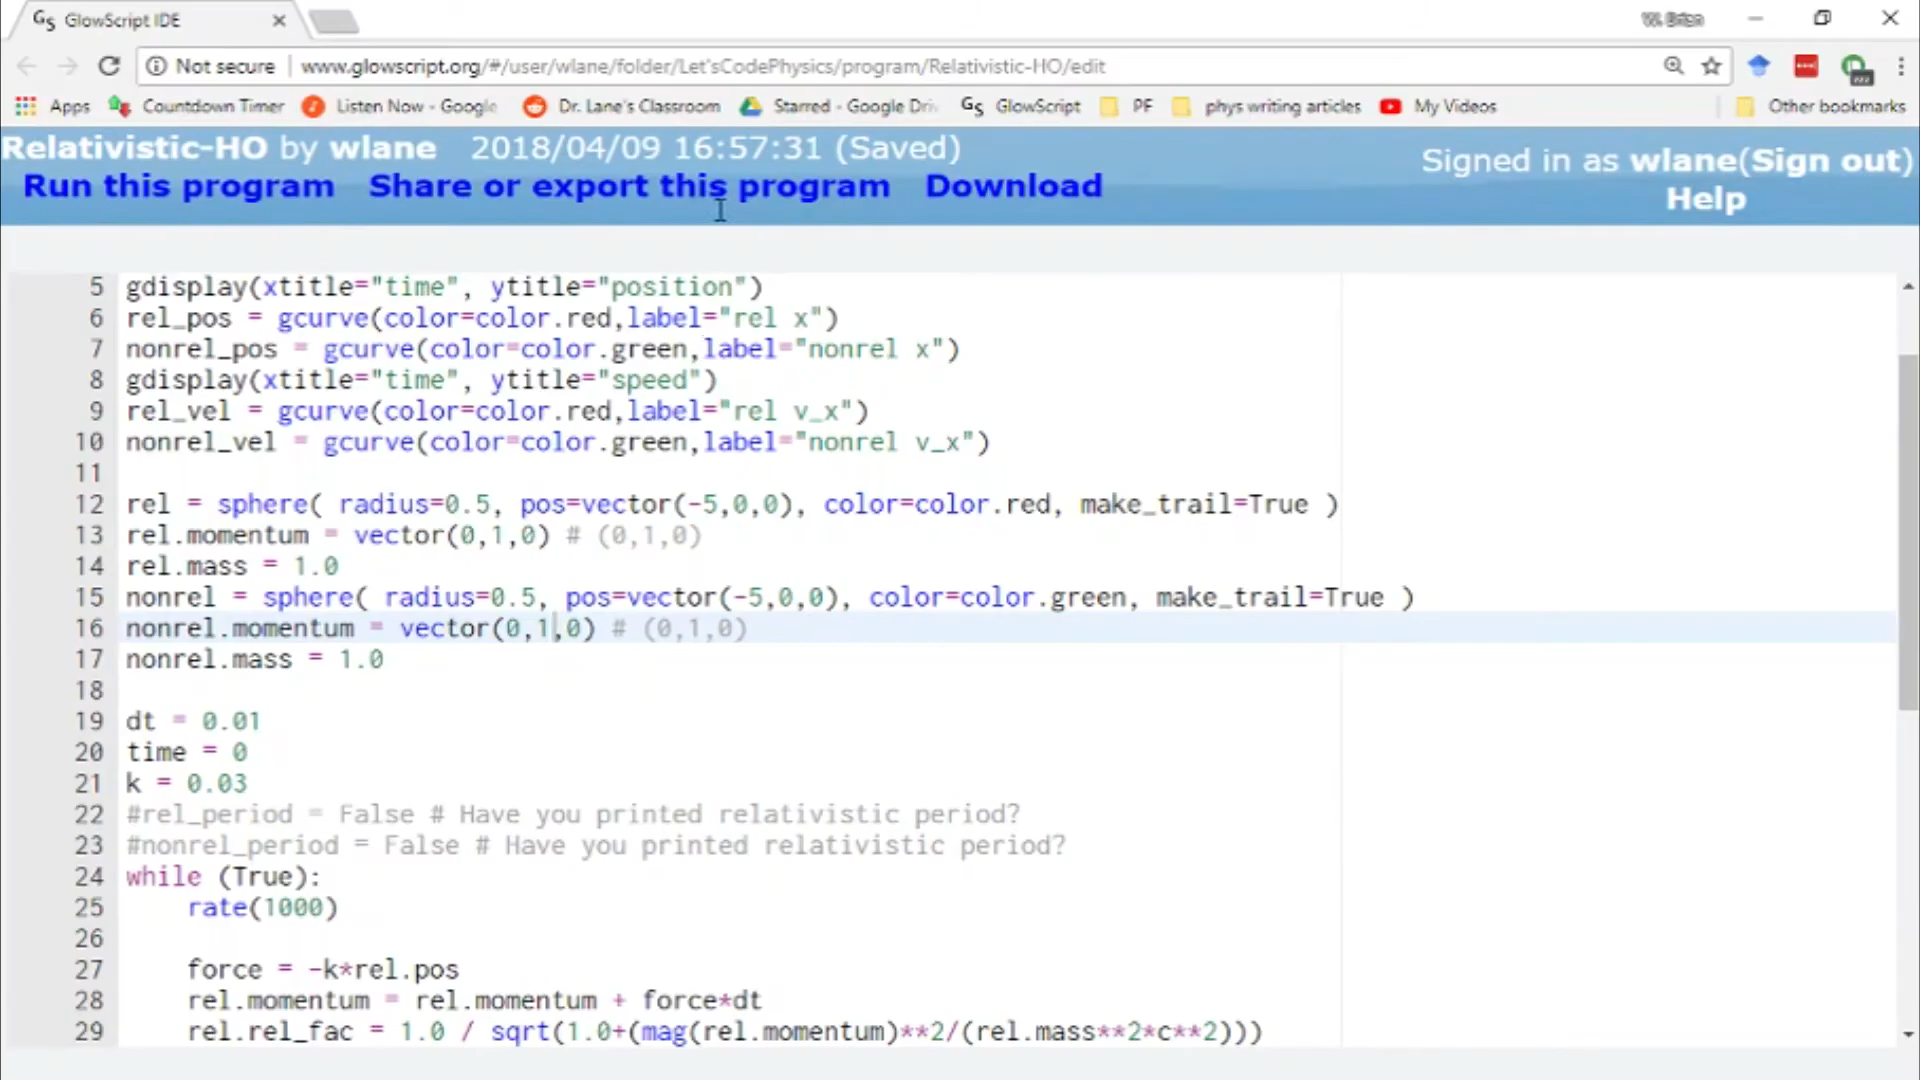 GS GlowScript IDE
W. Brian
Not secure | www.glowscript.org/#/user/wlane/folder/Let'sCodePhysics/program/Relativistic-HO/edit
Apps Countdown Timer Listen Now - Google Dr. Lane's Classroom Starred - Google Driv GS GlowScript PF phys writing articles My Videos Other bookmarks
Relativistic-HO by wlane 2018/04/09 16:57:31 (Saved)
Signed in as wlane(Sign out)
Run this program Share or export this program Download
Help
5 gdisplay(xtitle="time", ytitle="position")
6 rel_pos = gcurve(color=color.red,label="rel x")
7 nonrel_pos = gcurve(color=color.green,label="nonrel x")
8 gdisplay(xtitle="time", ytitle="speed")
9 rel_vel = gcurve(color=color.red,label="rel v_x")
10 nonrel_vel = gcurve(color=color.green,label="nonrel v_x")
11
12 rel = sphere( radius=0.5, pos=vector(-5,0,0), color=color.red, make_trail=True )
13 rel.momentum = vector(0,1,0) # (0,1,0)
14 rel.mass = 1.0
15 nonrel = sphere( radius=0.5, pos=vector(-5,0,0), color=color.green, make_trail=True )
16 nonrel.momentum = vector(0,1,0) # (0,1,0)
17 nonrel.mass = 1.0
18
19 dt = 0.01
20 time = 0
21 k = 0.03
22 #rel_period = False # Have you printed relativistic period?
23 #nonrel_period = False # Have you printed relativistic period?
24 while (True):
25 rate(1000)
26
27 force = -k*rel.pos
28 rel.momentum = rel.momentum + force*dt
29 rel.rel_fac = 1.0 / sqrt(1.0+(mag(rel.momentum)**2/(rel.mass**2*c**2)))